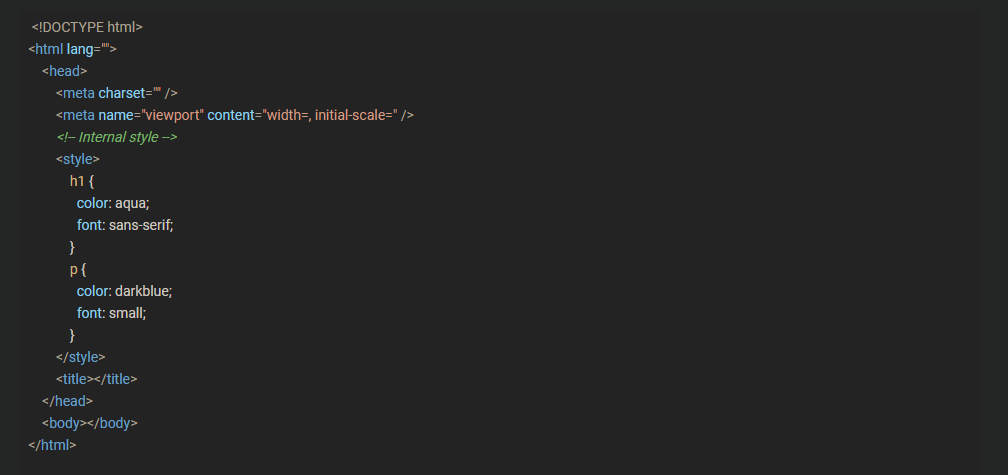 <!DOCTYPE html>
<html lang="">
<head>
<meta charset="" />
<meta name="viewport" content="width=, initial-scale=" />
<!-- Internal style -->
<style>
h1 {
color: aqua;
font: sans-serif;
}
p {
color: darkblue;
font: small;
}
</style>
<title></title>
</head>
<body></body>
</html>